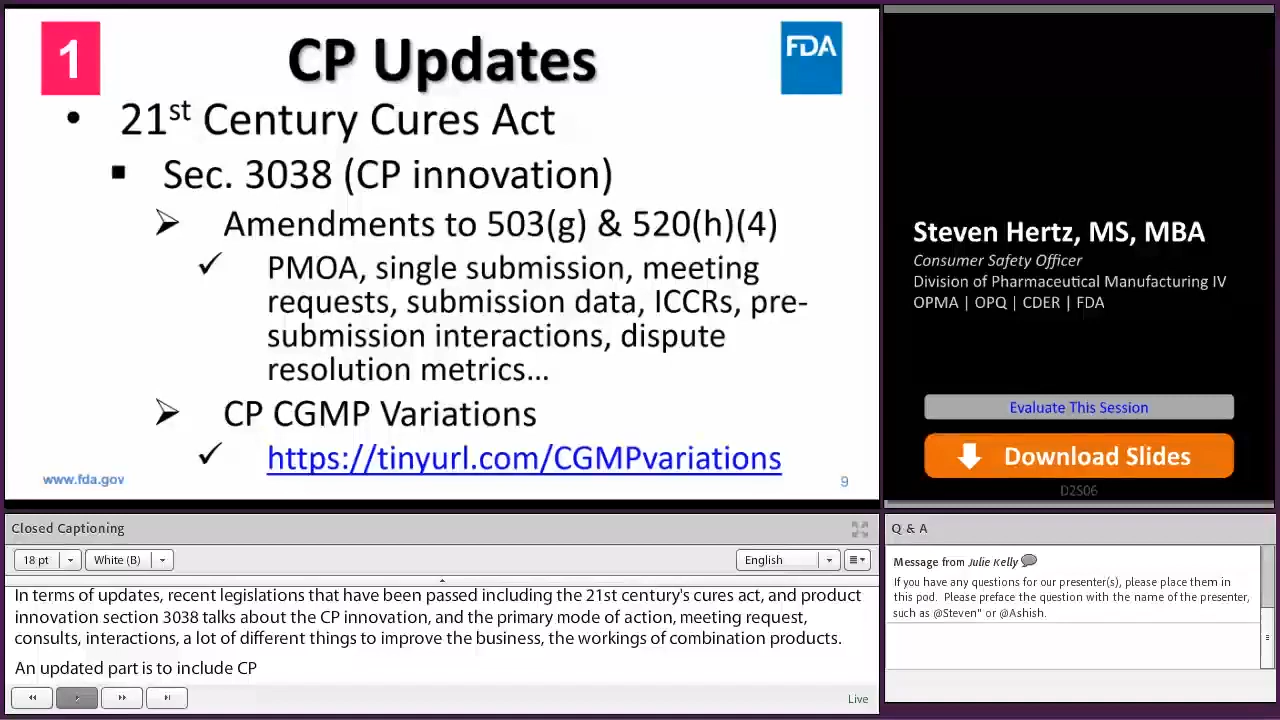 1
CP Updates
FDA
• 21st Century Cures Act
▪ Sec. 3038 (CP innovation)
➢ Amendments to 503(g) & 520(h)(4)
✓ PMOA, single submission, meeting
requests, submission data, ICCRs, pre-
submission interactions, dispute
resolution metrics...
➢ CP CGMP Variations
✓ https://tinyurl.com/CGMPvariations
www.fda.gov
9
Steven Hertz, MS, MBA
Consumer Safety Officer
Division of Pharmaceutical Manufacturing IV
OPMA | OPQ | CDER | FDA
Evaluate This Session
Download Slides
D2S06
Closed Captioning
18 pt
White (B)
English
In terms of updates, recent legislations that have been passed including the 21st century's cures act, and product
innovation section 3038 talks about the CP innovation, and the primary mode of action, meeting request,
consults, interactions, a lot of different things to improve the business, the workings of combination products.
An updated part is to include CP
Live
Q & A
Message from Julie Kelly
If you have any questions for our presenter(s), please place them in
this pod. Please preface the question with the name of the presenter,
such as @Steven" or @Ashish.